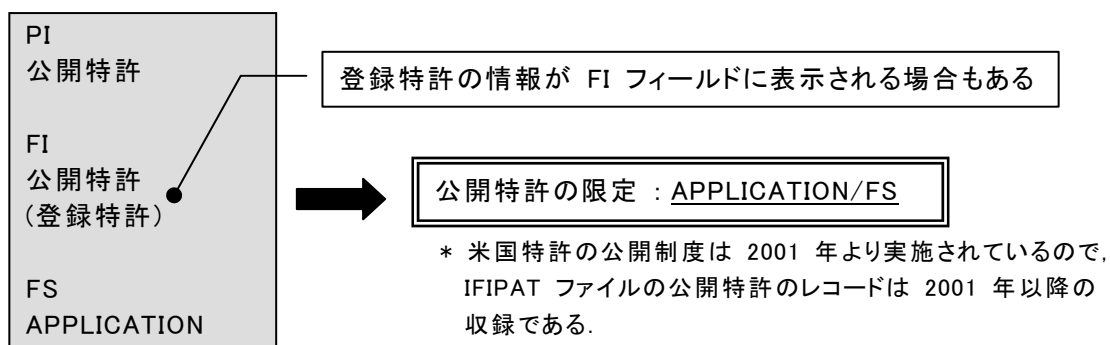 PI
公開特許
FI
公開特許
(登録特許)
FS
APPLICATION
登録特許の情報が FI フィールドに表示される場合もある
公開特許の限定 : APPLICATION/FS
* 米国特許の公開制度は 2001 年より実施されているので,
IFIPAT ファイルの公開特許のレコードは 2001 年以降の
収録である.